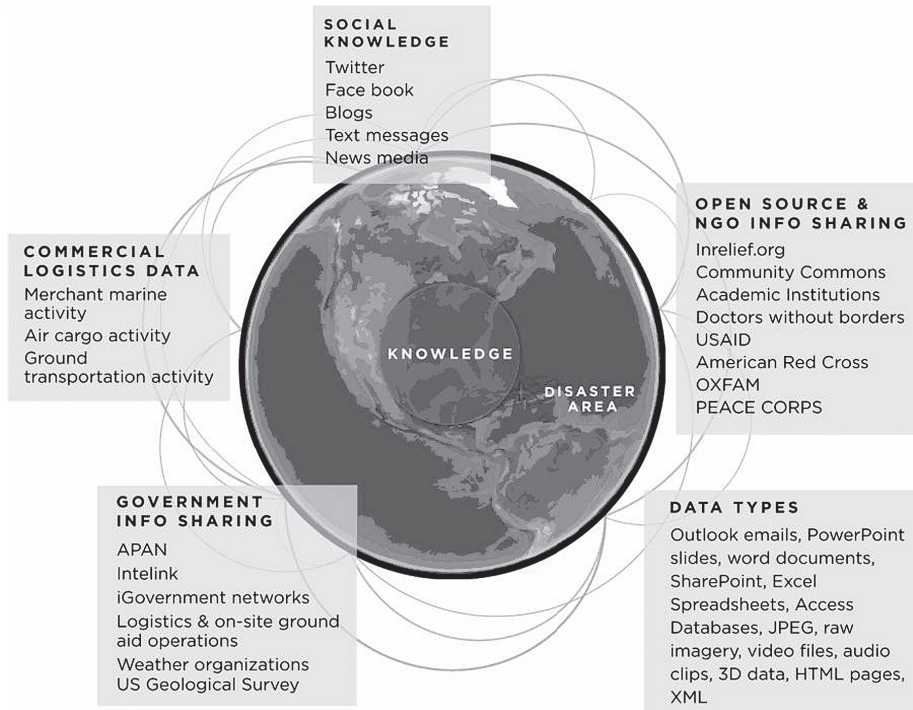 SOCIAL
KNOWLEDGE
Twitter
Face book
Blogs
Text messages
News media
OPEN SOURCE &
NGO INFO SHARING
Inrelief.org
Community Commons
Academic Institutions
Doctors without borders
USAID
American Red Cross
OXFAM
PEACE CORPS
COMMERCIAL
LOGISTICS DATA
Merchant marine
activity
Air cargo activity
Ground
transportation activity
KNOWLEDGE
DISASTER
AREA
GOVERNMENT
INFO SHARING
APAN
Intelink
iGovernment networks
Logistics & on-site ground
aid operations
Weather organizations
US Geological Survey
DATA TYPES
Outlook emails, PowerPoint
slides, word documents,
SharePoint, Excel
Spreadsheets, Access
Databases, JPEG, raw
imagery, video files, audio
clips, 3D data, HTML pages,
XML